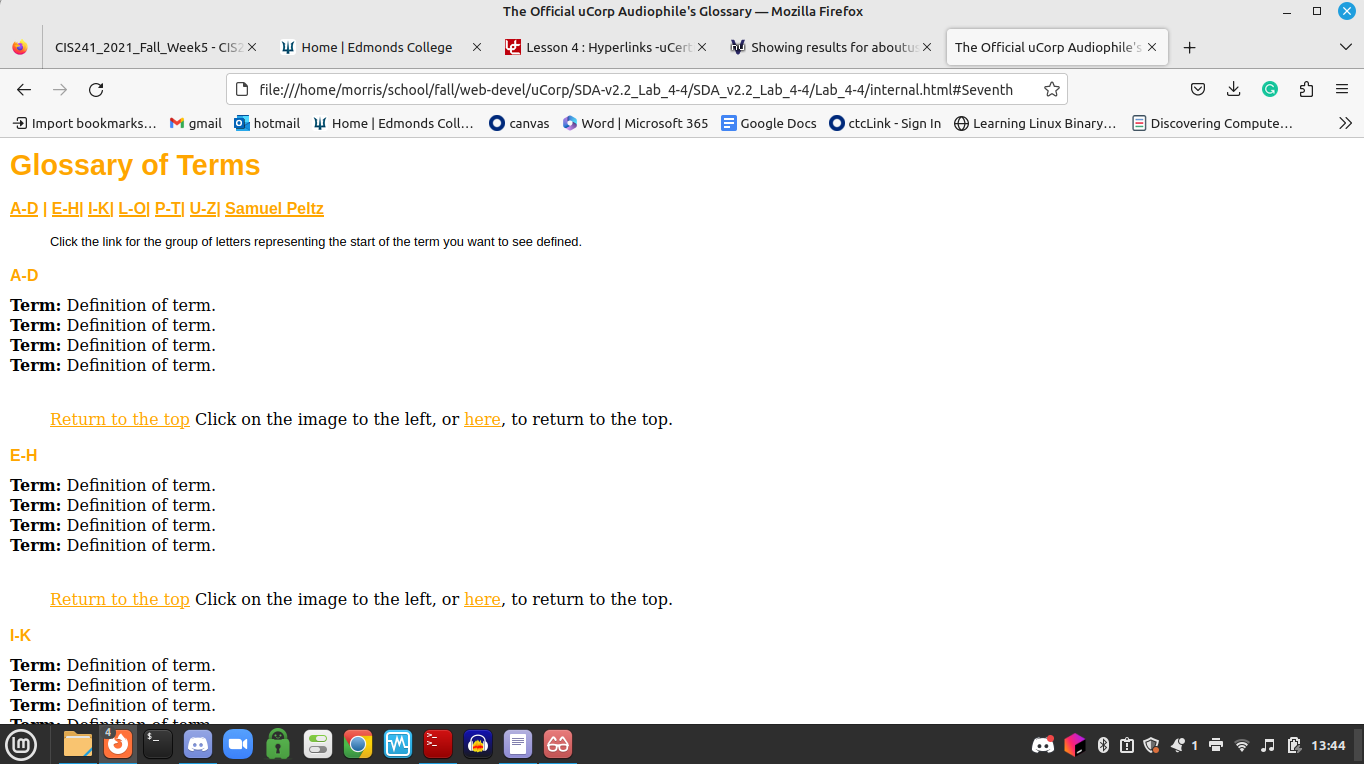 The Official uCorp Audiophile's Glossary — Mozilla Firefox
CIS241_2021_Fall_Week5 - CIS2
Home | Edmonds College
Lesson 4 : Hyperlinks -uCert
Showing results for aboutus
The Official uCorp Audiophile's
file:///home/morris/school/fall/web-devel/uCorp/SDA-v2.2_Lab_4-4/SDA_v2.2_Lab_4-4/Lab_4-4/internal.html#Seventh
Import bookmarks... gmail hotmail Home | Edmonds Coll... canvas Word | Microsoft 365 Google Docs ctcLink - Sign In Learning Linux Binary... Discovering Compute...
Glossary of Terms
A-D | E-H| I-K| L-O| P-T| U-Z| Samuel Peltz
Click the link for the group of letters representing the start of the term you want to see defined.
A-D
Term: Definition of term.
Term: Definition of term.
Term: Definition of term.
Term: Definition of term.
Return to the top Click on the image to the left, or here, to return to the top.
E-H
Term: Definition of term.
Term: Definition of term.
Term: Definition of term.
Term: Definition of term.
Return to the top Click on the image to the left, or here, to return to the top.
I-K
Term: Definition of term.
Term: Definition of term.
Term: Definition of term.
Term: Definition of term.
4
1
13:44